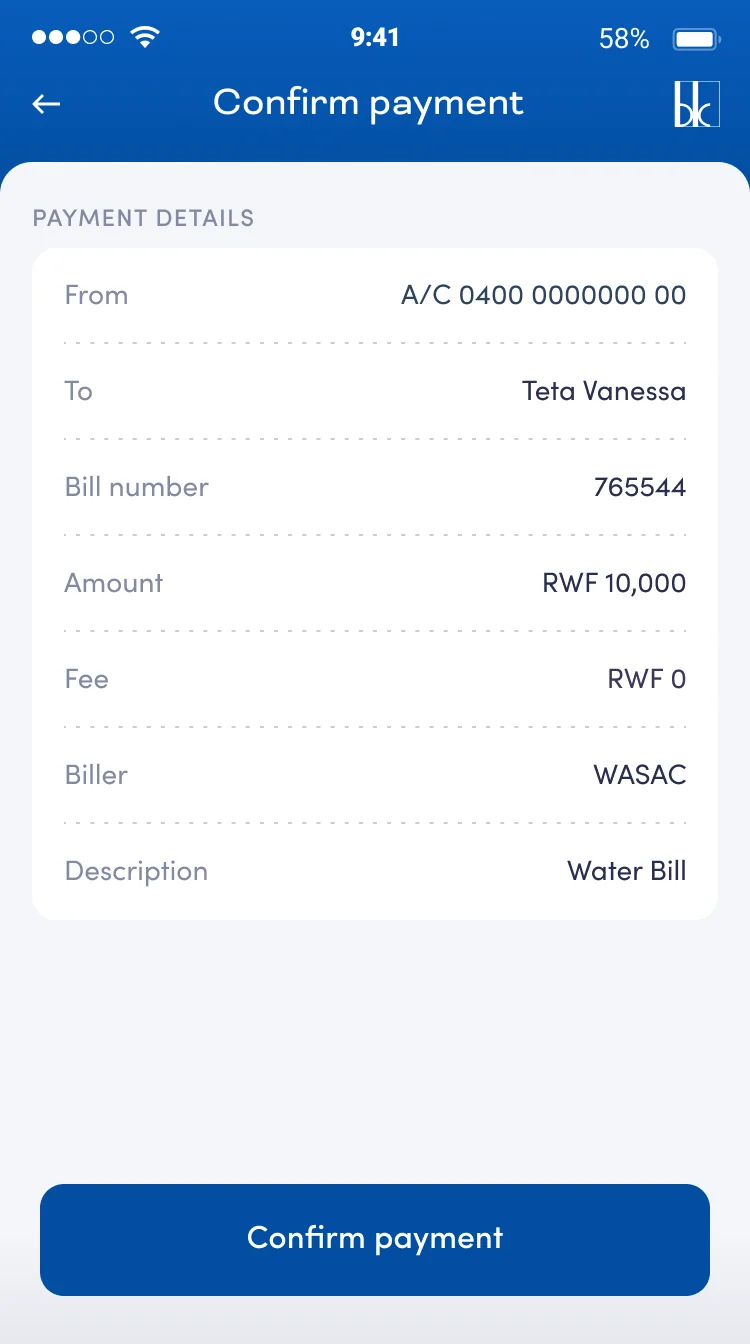 9:41
58%
Confirm payment
bk
PAYMENT DETAILS
From A/C 0400 0000000 00
To Teta Vanessa
Bill number 765544
Amount RWF 10,000
Fee RWF 0
Biller WASAC
Description Water Bill
Confirm payment